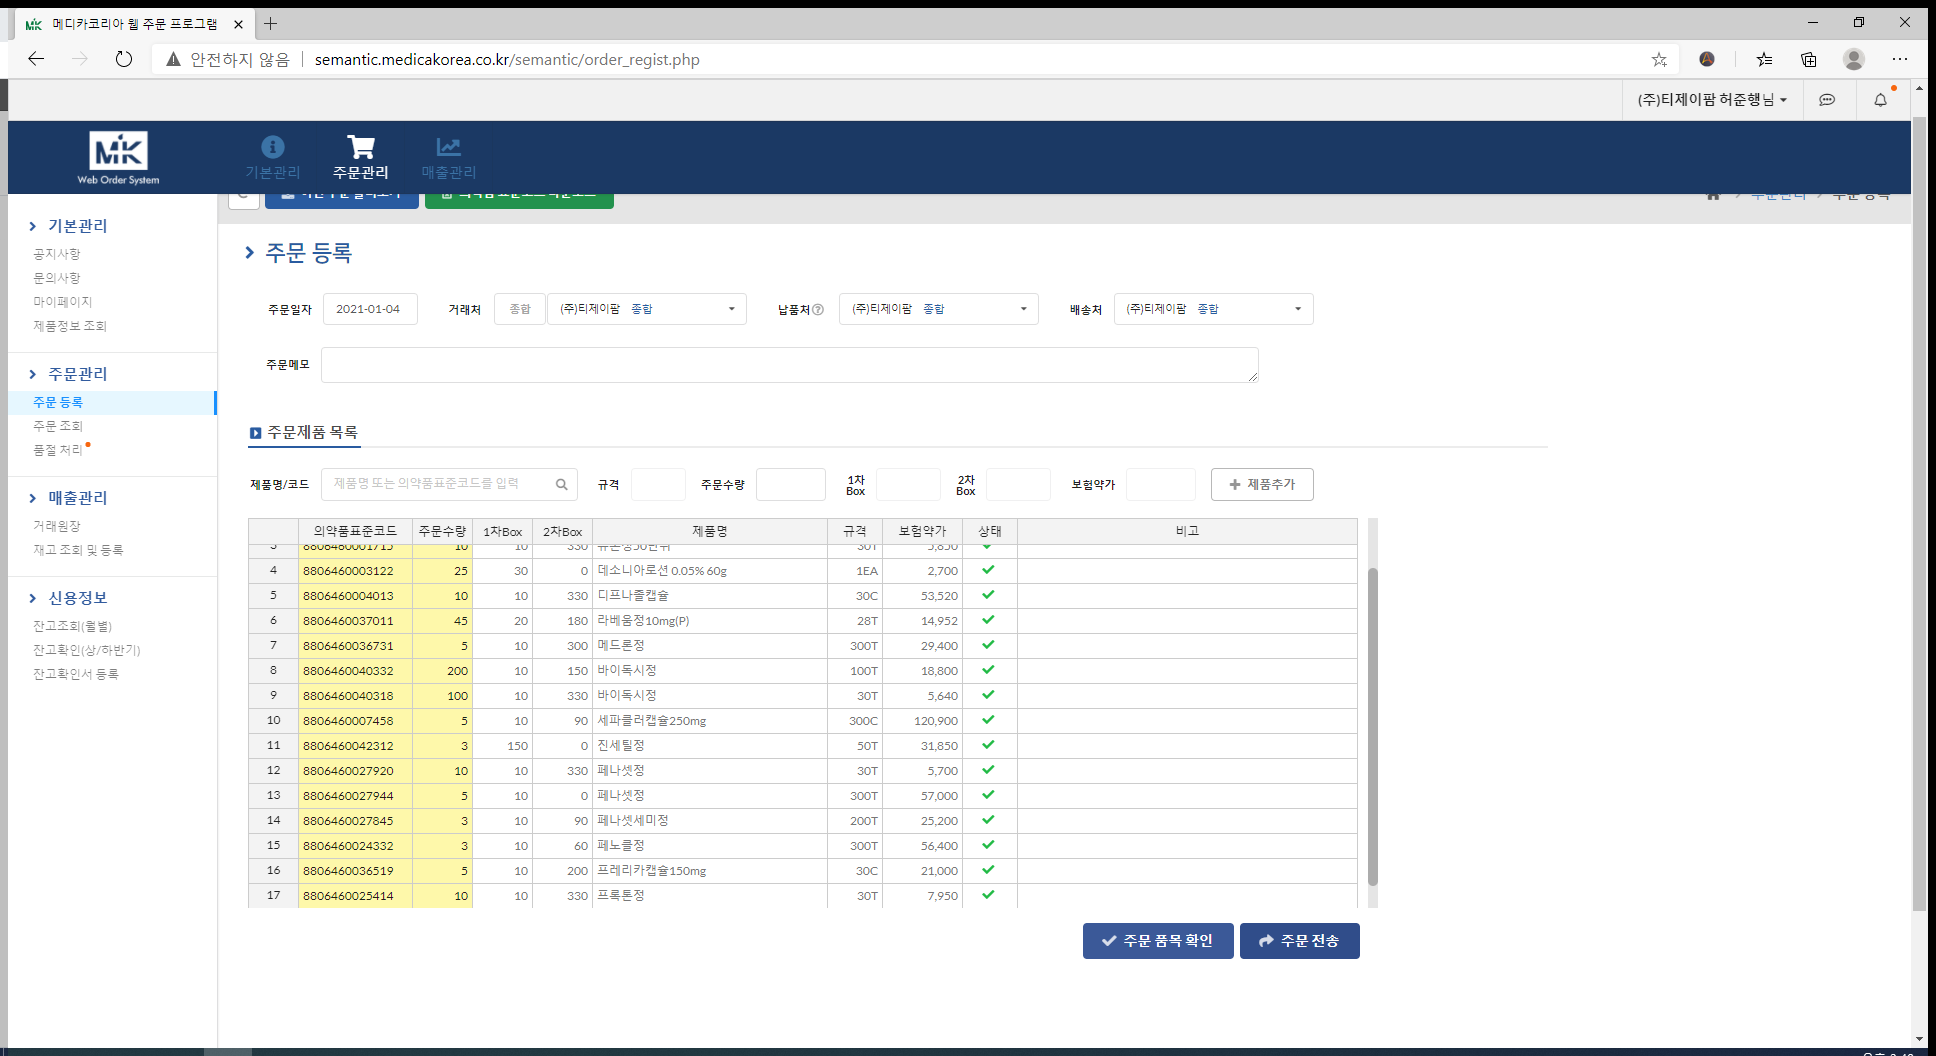 메디카코리아 웹 주문 프로그램
안전하지 않음
semantic.medicakorea.co.kr/semantic/order_regist.php
(주)티제이팜 허준행님
MK
Web Order System
기본관리
주문관리
매출관리
주문관리
주문 등록
기본관리
공지사항
문의사항
마이페이지
제품정보 조회
주문관리
주문 등록
주문 조회
품절 처리
매출관리
거래원장
재고 조회 및 등록
신용정보
잔고조회(월별)
잔고확인(상/하반기)
잔고확인서 등록
주문 등록
주문일자 2021-01-04 거래처 종합 (주)티제이팜 종합 납품처 (주)티제이팜 종합 배송처 (주)티제이팜 종합
주문메모
주문제품 목록
제품명/코드 제품명 또는 의약품표준코드를 입력 규격 주문수량 1차 Box 2차 Box 보험약가 제품추가
의약품표준코드 주문수량 1차Box 2차Box 제품명 규격 보험약가 상태 비고
3 8806460001715 10 10 330 30T 5,850
4 8806460003122 25 30 0 데소니아로션 0.05% 60g 1EA 2,700
5 8806460004013 10 10 330 디프나졸캡슐 30C 53,520
6 8806460037011 45 20 180 라베움정10mg(P) 28T 14,952
7 8806460036731 5 10 300 메드론정 300T 29,400
8 8806460040332 200 10 150 바이독시정 100T 18,800
9 8806460040318 100 10 330 바이독시정 30T 5,640
10 8806460007458 5 10 90 세파클러캡슐250mg 300C 120,900
11 8806460042312 3 150 0 진세틸정 50T 31,850
12 8806460027920 10 10 330 페나셋정 30T 5,700
13 8806460027944 5 10 0 페나셋정 300T 57,000
14 8806460027845 3 10 90 페나셋세미정 200T 25,200
15 8806460024332 3 10 60 페노클정 300T 56,400
16 8806460036519 5 10 200 프레리카캡슐150mg 30C 21,000
17 8806460025414 10 10 330 프록톤정 30T 7,950
주문 품목 확인
주문 전송